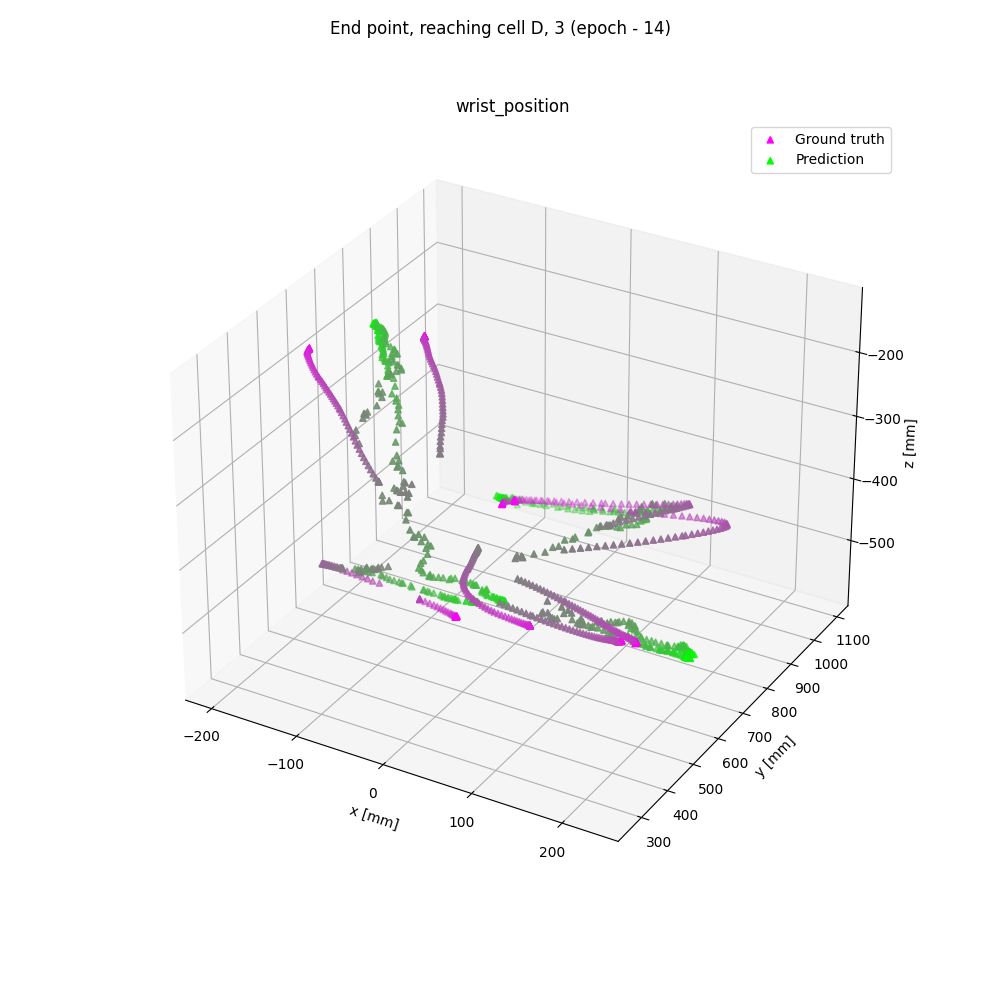 End point, reaching cell D, 3 (epoch - 14)
wrist_position
Ground truth
Prediction
−200
−300
−400
−500
z [mm]
1100
1000
900
800
700
600
500
400
300
y [mm]
−200
−100
0
100
200
x [mm]